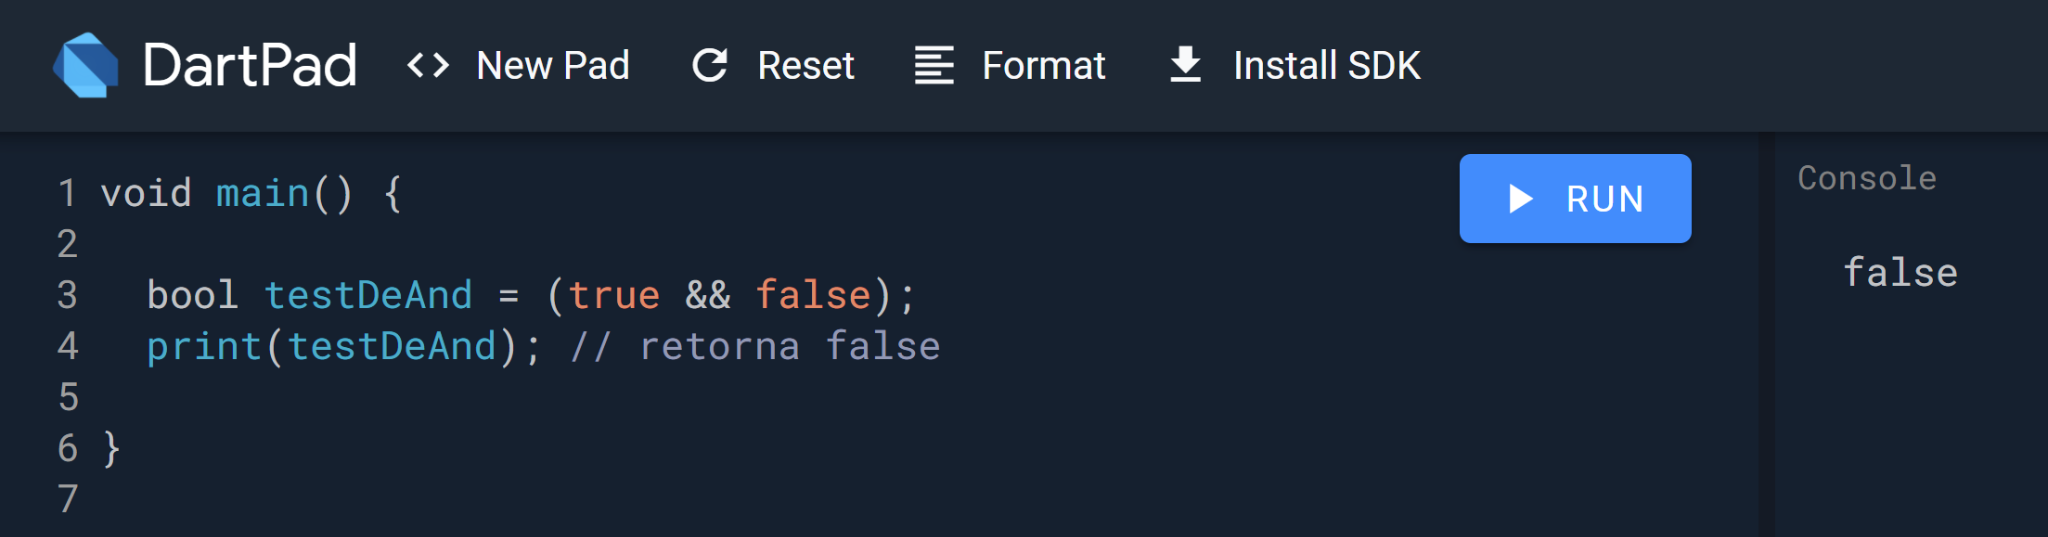 DartPad <> New Pad Reset Format Install SDK
1 void main() {
2
3   bool testDeAnd = (true && false);
4   print(testDeAnd); // retorna false
5
6 }
7
RUN
Console
false